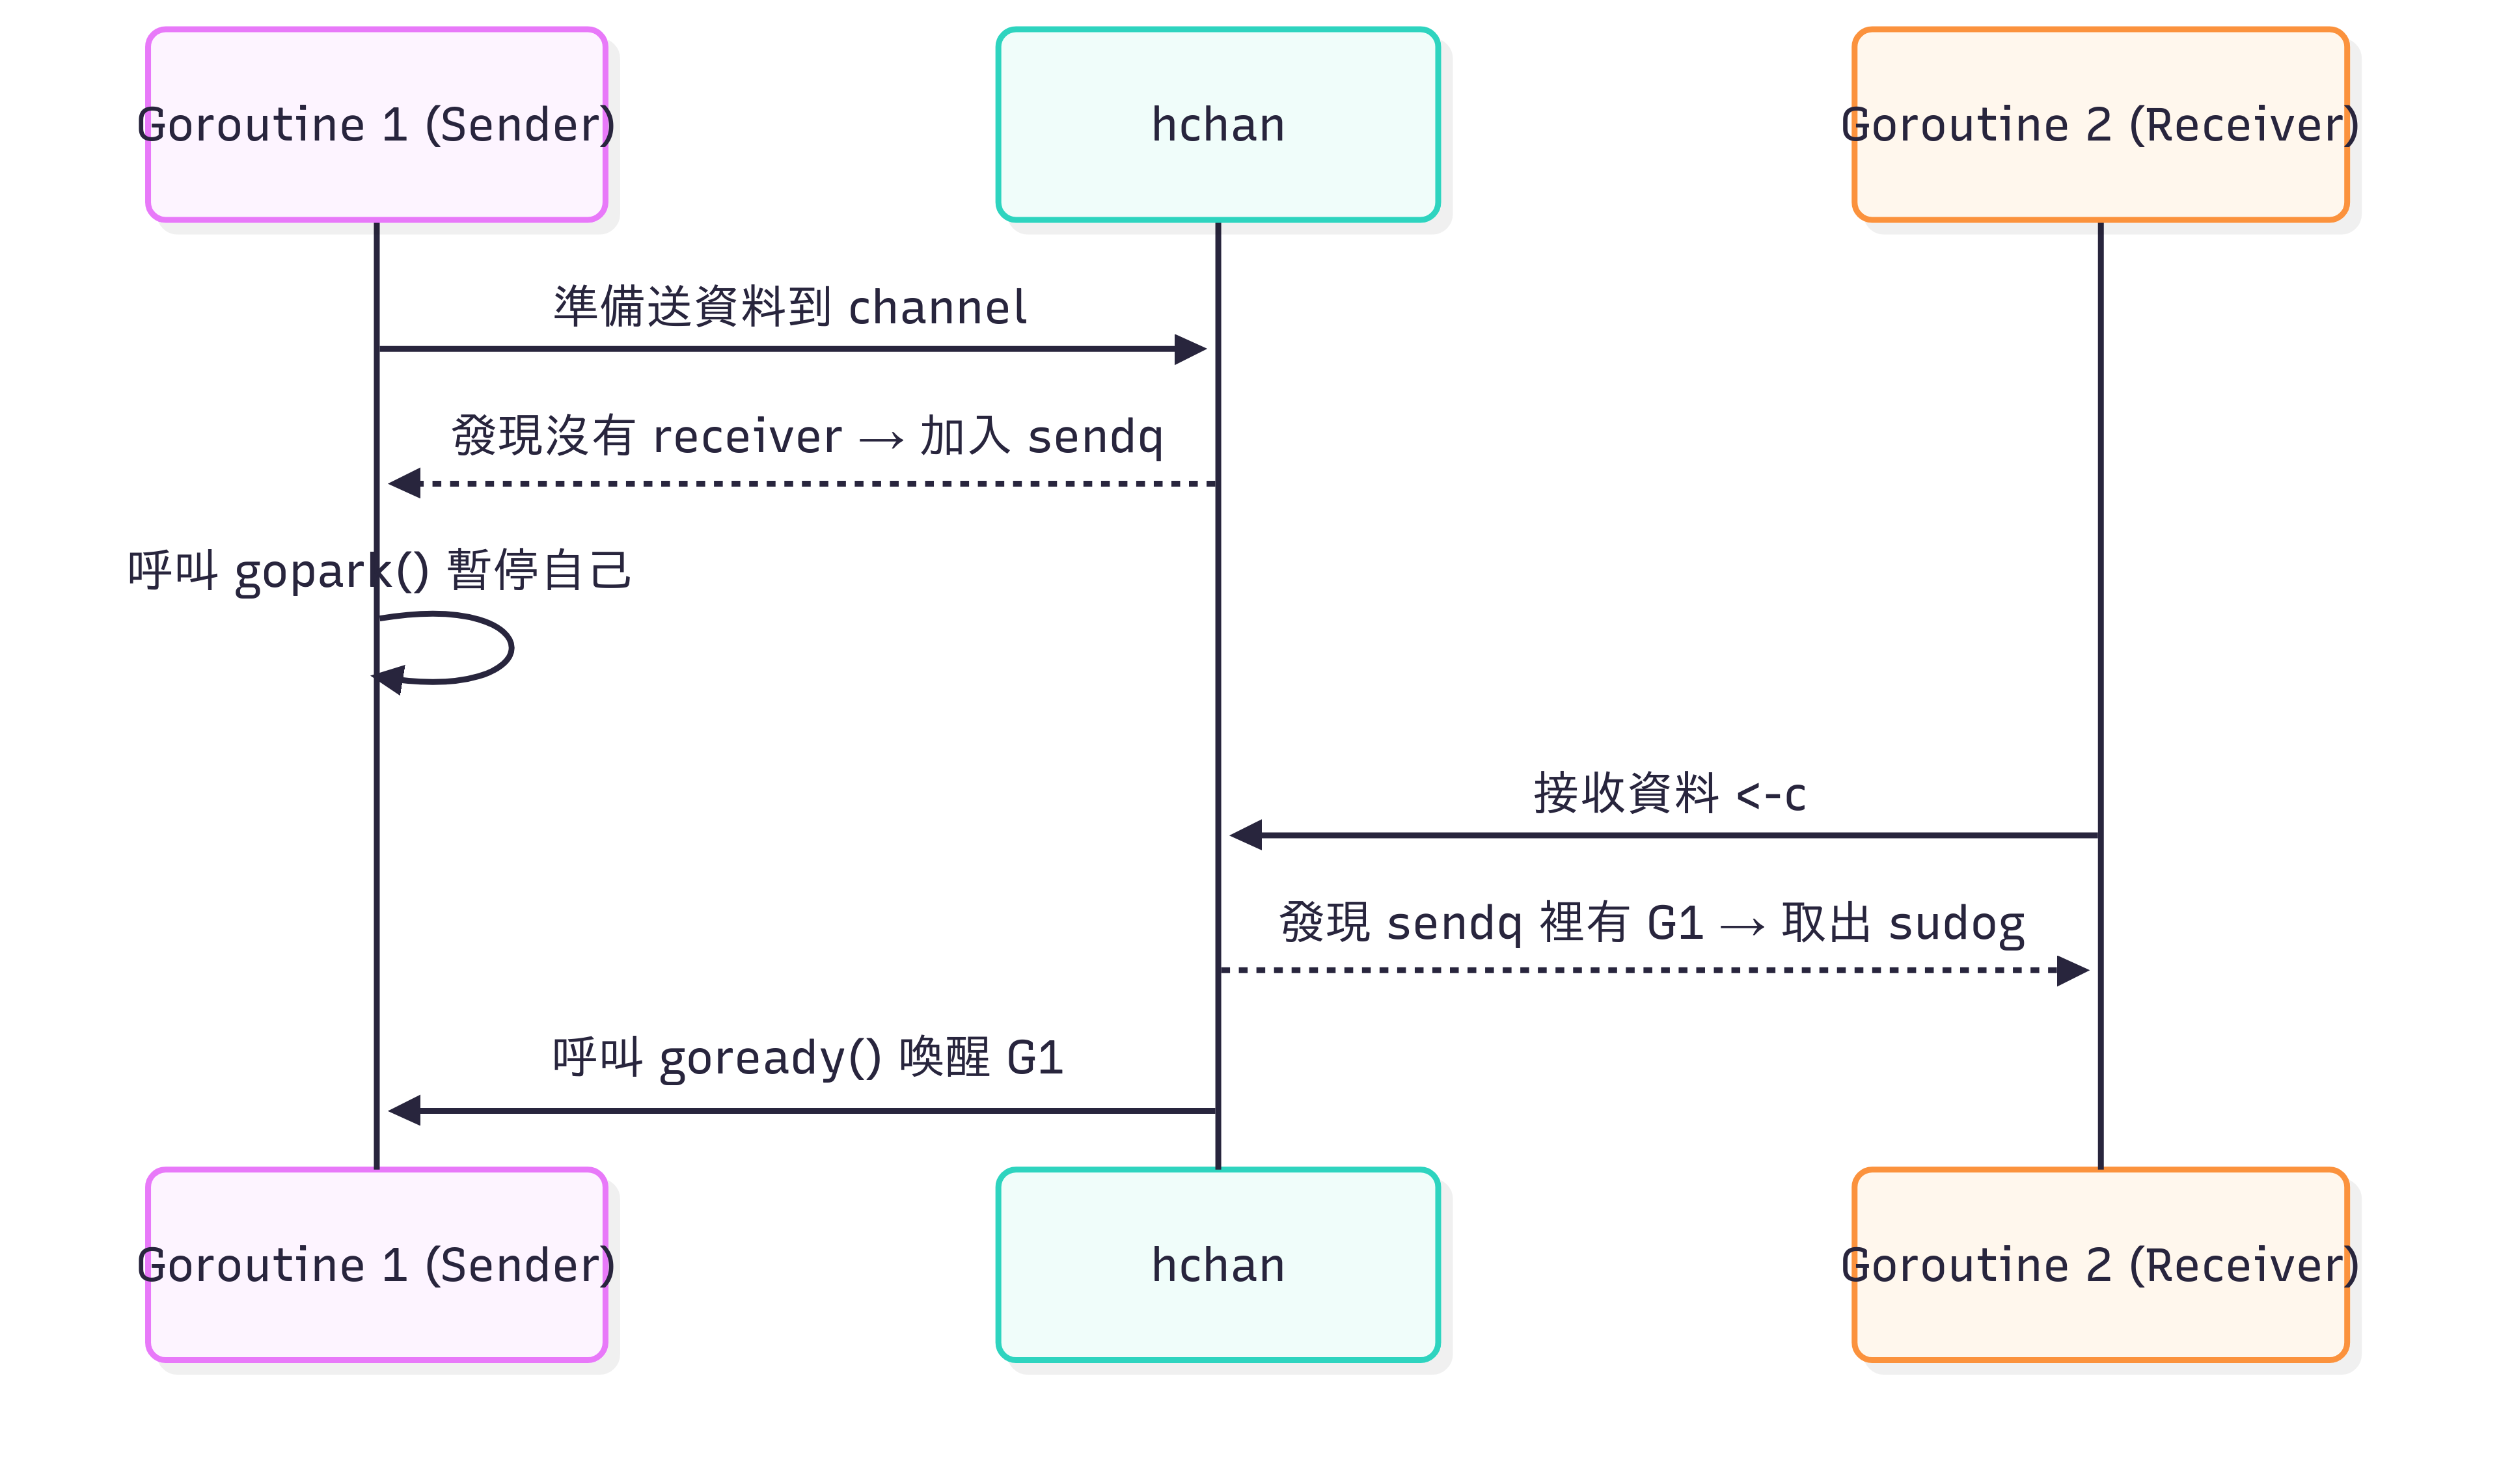 Goroutine 1 (Sender)
hchan
Goroutine 2 (Receiver)
準備送資料到 channel
發現沒有 receiver → 加入 sendq
呼叫 gopark() 暫停自己
接收資料 <-c
發現 sendq 裡有 G1 → 取出 sudog
呼叫 goready() 喚醒 G1
Goroutine 1 (Sender)
hchan
Goroutine 2 (Receiver)